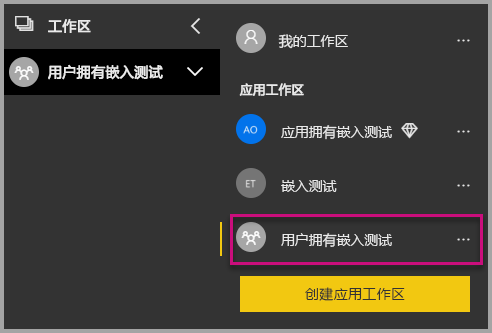 工作区
用户拥有嵌入测试
我的工作区
应用工作区
AO 应用拥有嵌入测试
ET 嵌入测试
用户拥有嵌入测试
创建应用工作区